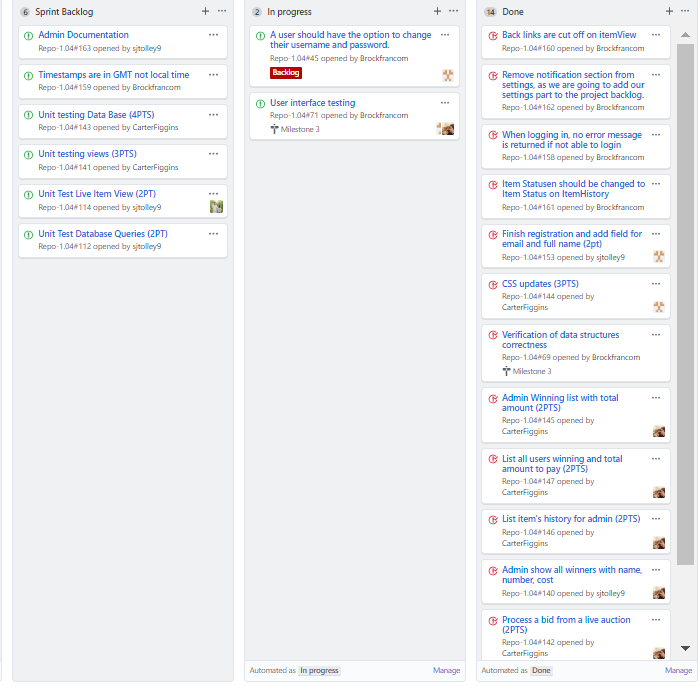 6 Sprint Backlog
Admin Documentation
Repo-1.04#163 opened by sjtolley9
Timestamps are in GMT not local time
Repo-1.04#159 opened by Brockfrancom
Unit testing Data Base (4PTS)
Repo-1.04#143 opened by CarterFiggins
Unit testing views (3PTS)
Repo-1.04#141 opened by CarterFiggins
Unit Test Live Item View (2PT)
Repo-1.04#114 opened by sjtolley9
Unit Test Database Queries (2PT)
Repo-1.04#112 opened by sjtolley9
2 In progress
A user should have the option to change
their username and password.
Repo-1.04#45 opened by Brockfrancom
Backlog
User interface testing
Repo-1.04#71 opened by Brockfrancom
Milestone 3
Automated as In progress Manage
14 Done
Back links are cut off on itemView
Repo-1.04#160 opened by Brockfrancom
Remove notification section from
settings, as we are going to add our
settings part to the project backlog.
Repo-1.04#162 opened by Brockfrancom
When logging in, no error message
is returned if not able to login
Repo-1.04#158 opened by Brockfrancom
Item Statusen should be changed to
Item Status on ItemHistory
Repo-1.04#161 opened by Brockfrancom
Finish registration and add field for
email and full name (2pt)
Repo-1.04#153 opened by sjtolley9
CSS updates (3PTS)
Repo-1.04#144 opened by
CarterFiggins
Verification of data structures
correctness
Repo-1.04#69 opened by Brockfrancom
Milestone 3
Admin Winning list with total
amount (2PTS)
Repo-1.04#145 opened by
CarterFiggins
List all users winning and total
amount to pay (2PTS)
Repo-1.04#147 opened by
CarterFiggins
List item's history for admin (2PTS)
Repo-1.04#146 opened by
CarterFiggins
Admin show all winners with name,
number, cost
Repo-1.04#140 opened by sjtolley9
Process a bid from a live auction
(2PTS)
Repo-1.04#142 opened by
CarterFiggins
Automated as Done Manage